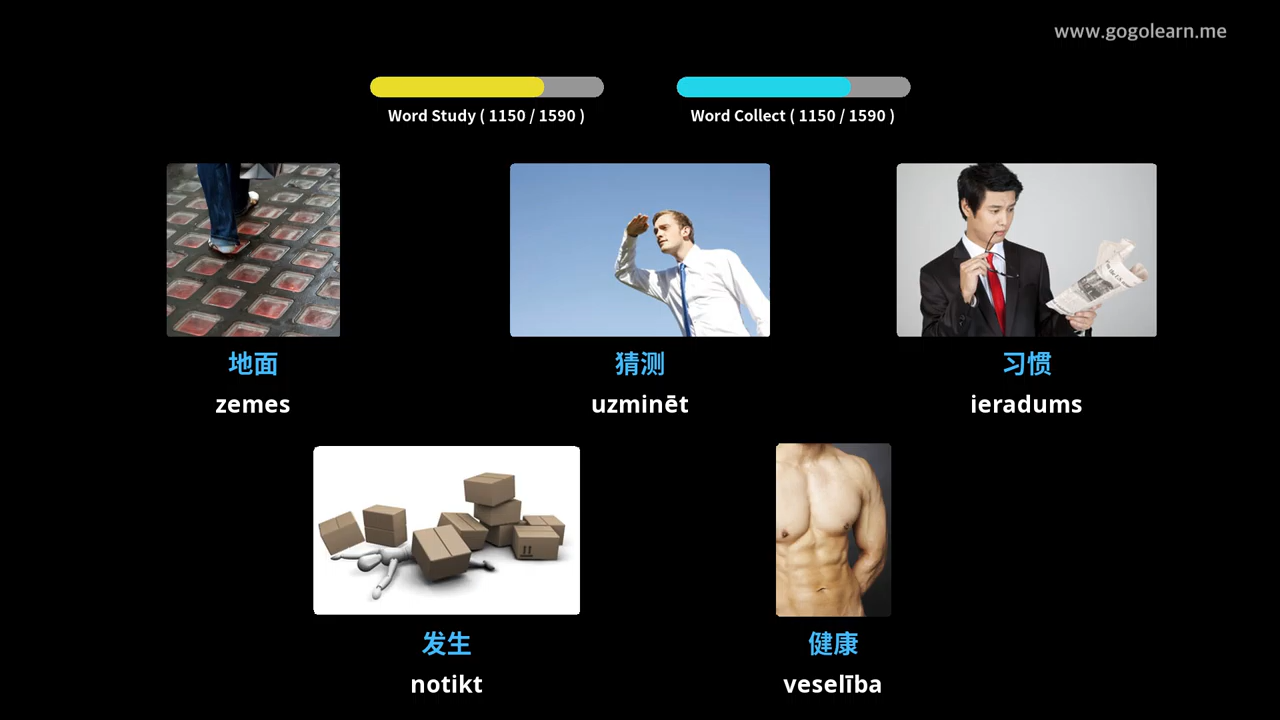 www.gogolearn.me
Word Study ( 1150 / 1590 )
Word Collect ( 1150 / 1590 )
地面
zemes
猜测
uzminēt
习惯
ieradums
发生
notikt
健康
veselība